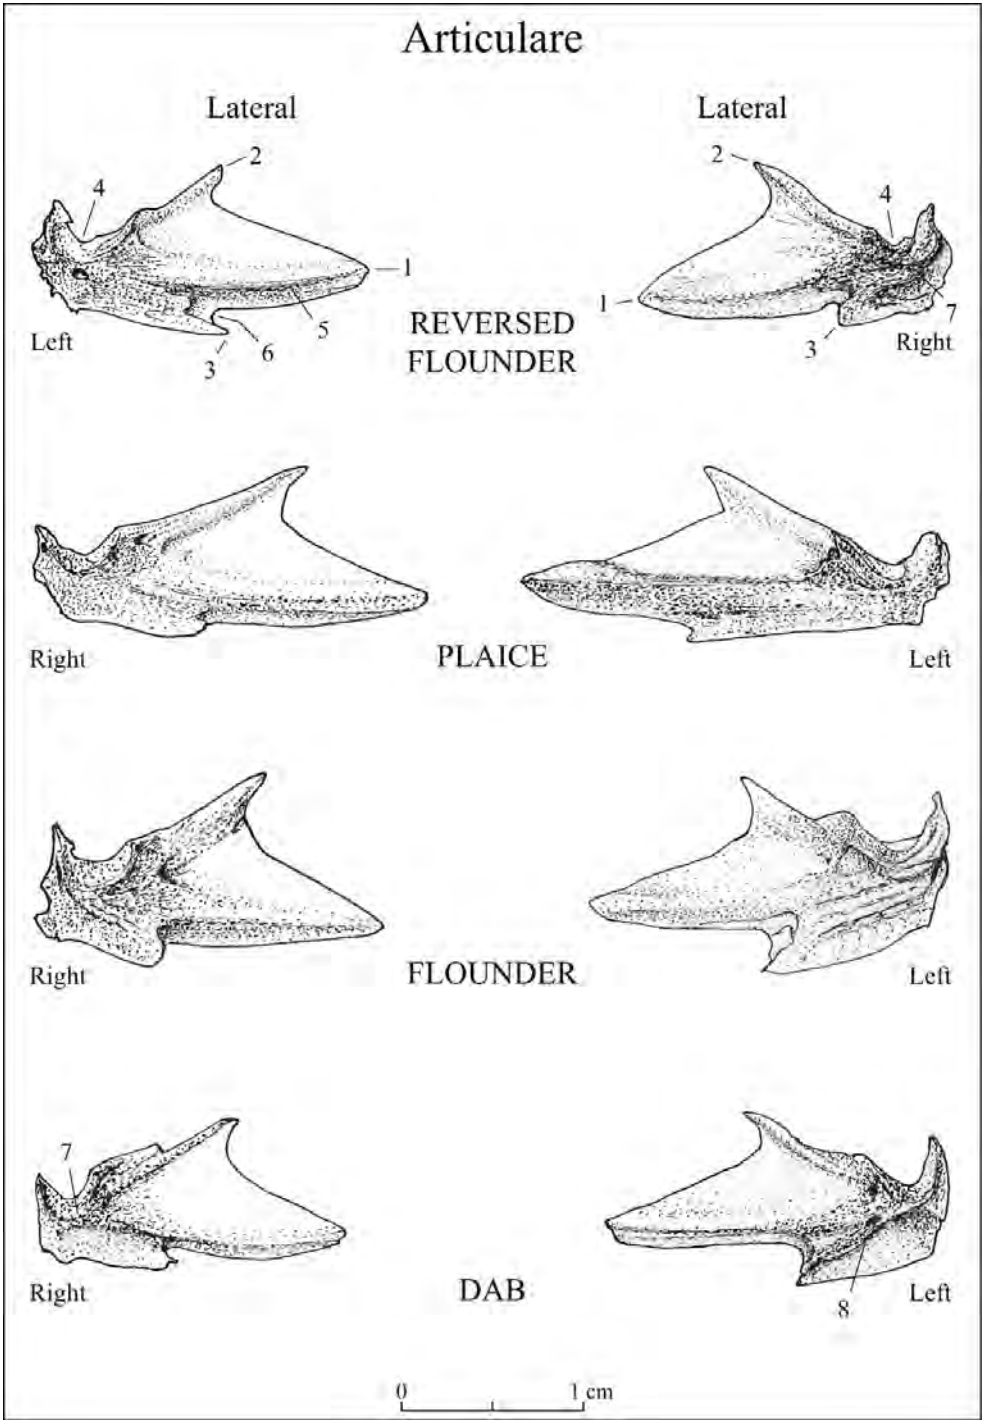 Articulare
Lateral
Lateral
2
2
4
4
1
1
5
7
6
3
3
Left
REVERSED
FLOUNDER
Right
Right
PLAICE
Left
Right
FLOUNDER
Left
7
8
Right
DAB
Left
0
1 cm